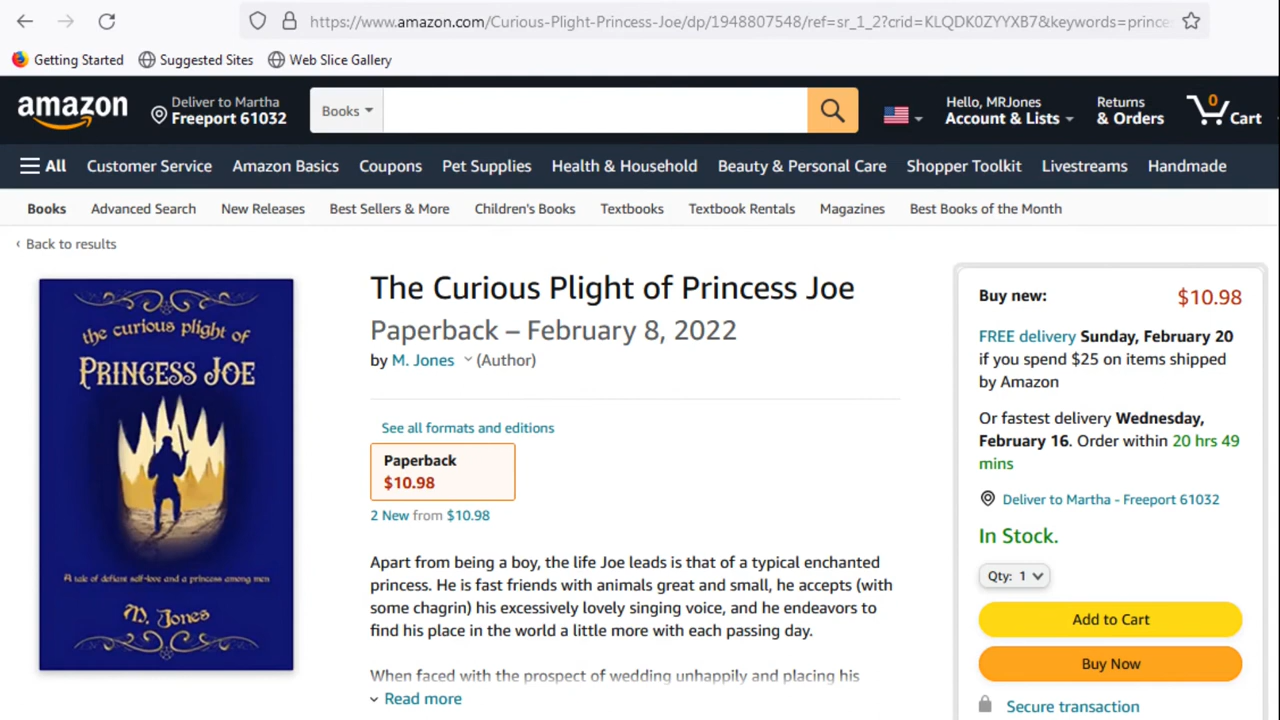 https://www.amazon.com/Curious-Plight-Princess-Joe/dp/1948807548/ref=sr_1_2?crid=KLQDK0ZYYXB7&keywords=prince
Getting Started
Suggested Sites
Web Slice Gallery
amazon
Deliver to Martha
Freeport 61032
Books
Hello, MRJones
Account & Lists
Returns
& Orders
0
Cart
All
Customer Service
Amazon Basics
Coupons
Pet Supplies
Health & Household
Beauty & Personal Care
Shopper Toolkit
Livestreams
Handmade
Books
Advanced Search
New Releases
Best Sellers & More
Children's Books
Textbooks
Textbook Rentals
Magazines
Best Books of the Month
‹ Back to results
the curious plight of
PRINCESS JOE
A tale of defiant self-love and a princess among men
M. Jones
The Curious Plight of Princess Joe
Paperback – February 8, 2022
by M. Jones (Author)
See all formats and editions
Paperback
$10.98
2 New from $10.98
Apart from being a boy, the life Joe leads is that of a typical enchanted
princess. He is fast friends with animals great and small, he accepts (with
some chagrin) his excessively lovely singing voice, and he endeavors to
find his place in the world a little more with each passing day.
When faced with the prospect of wedding unhappily and placing his
Read more
Buy new:
$10.98
FREE delivery Sunday, February 20
if you spend $25 on items shipped
by Amazon
Or fastest delivery Wednesday,
February 16. Order within 20 hrs 49
mins
Deliver to Martha - Freeport 61032
In Stock.
Qty: 1
Add to Cart
Buy Now
Secure transaction